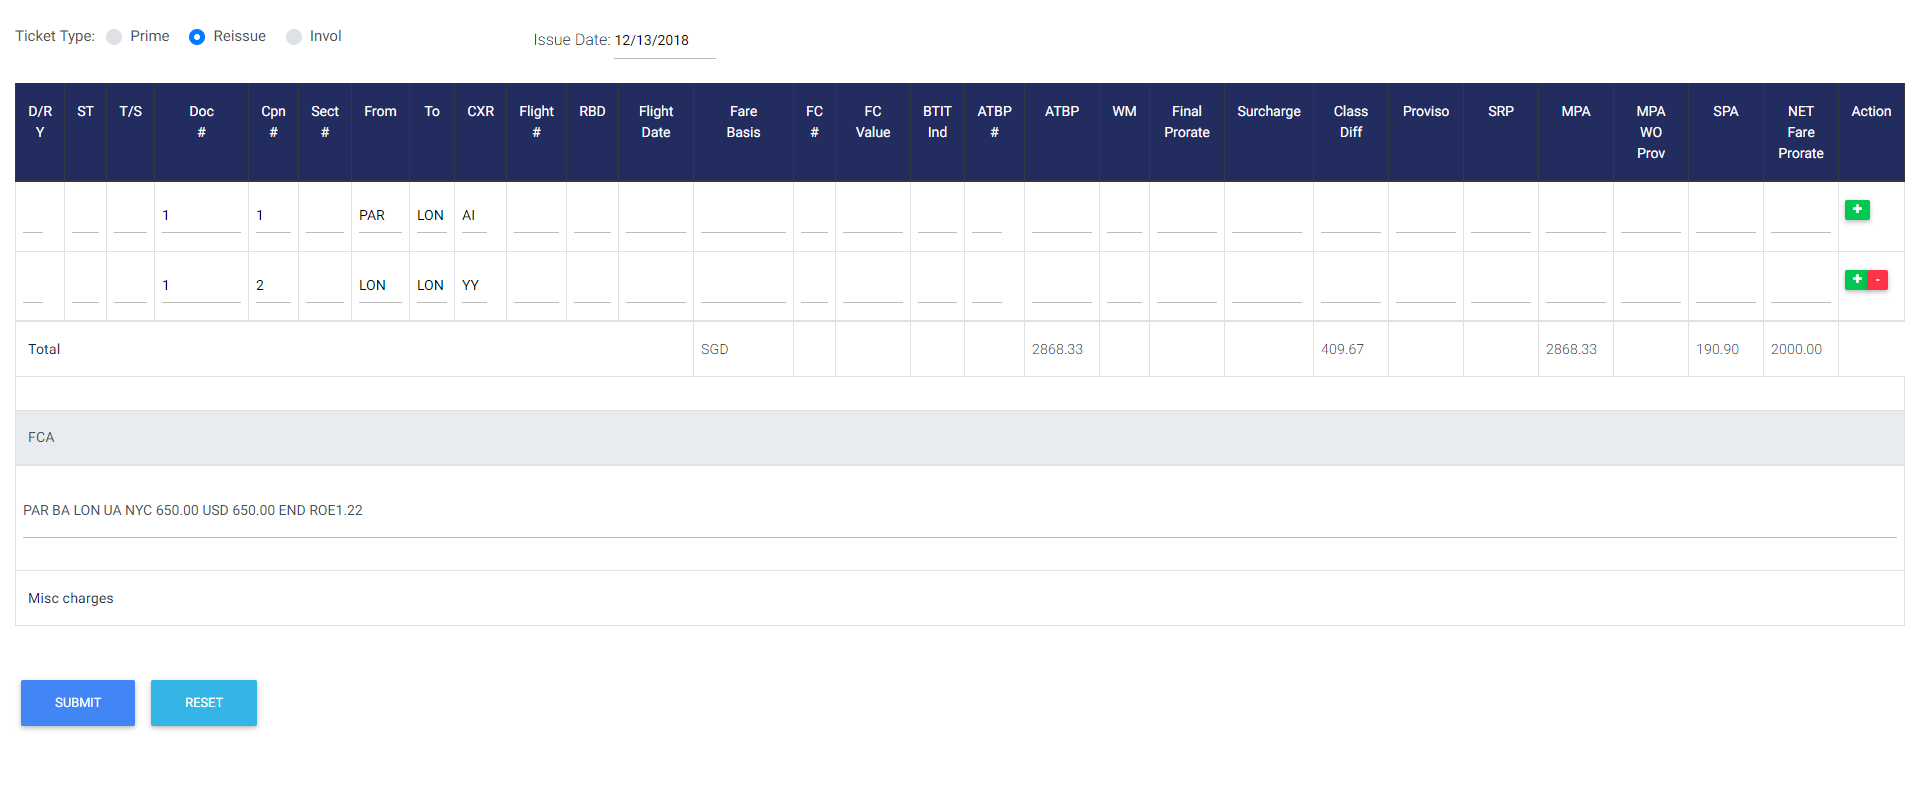 Ticket Type: Prime Reissue Invol Issue Date: 12/13/2018
D/R Y ST T/S Doc # Cpn # Sect # From To CXR Flight # RBD Flight Date Fare Basis FC # FC Value BTIT Ind ATBP # ATBP WM Final Prorate Surcharge Class Diff Proviso SRP MPA MPA WO Prov SPA NET Fare Prorate Action
1 1 PAR LON AI +
1 2 LON LON YY + -
Total SGD 2868.33 409.67 2868.33 190.90 2000.00
FCA
PAR BA LON UA NYC 650.00 USD 650.00 END ROE1.22
Misc charges
SUBMIT RESET